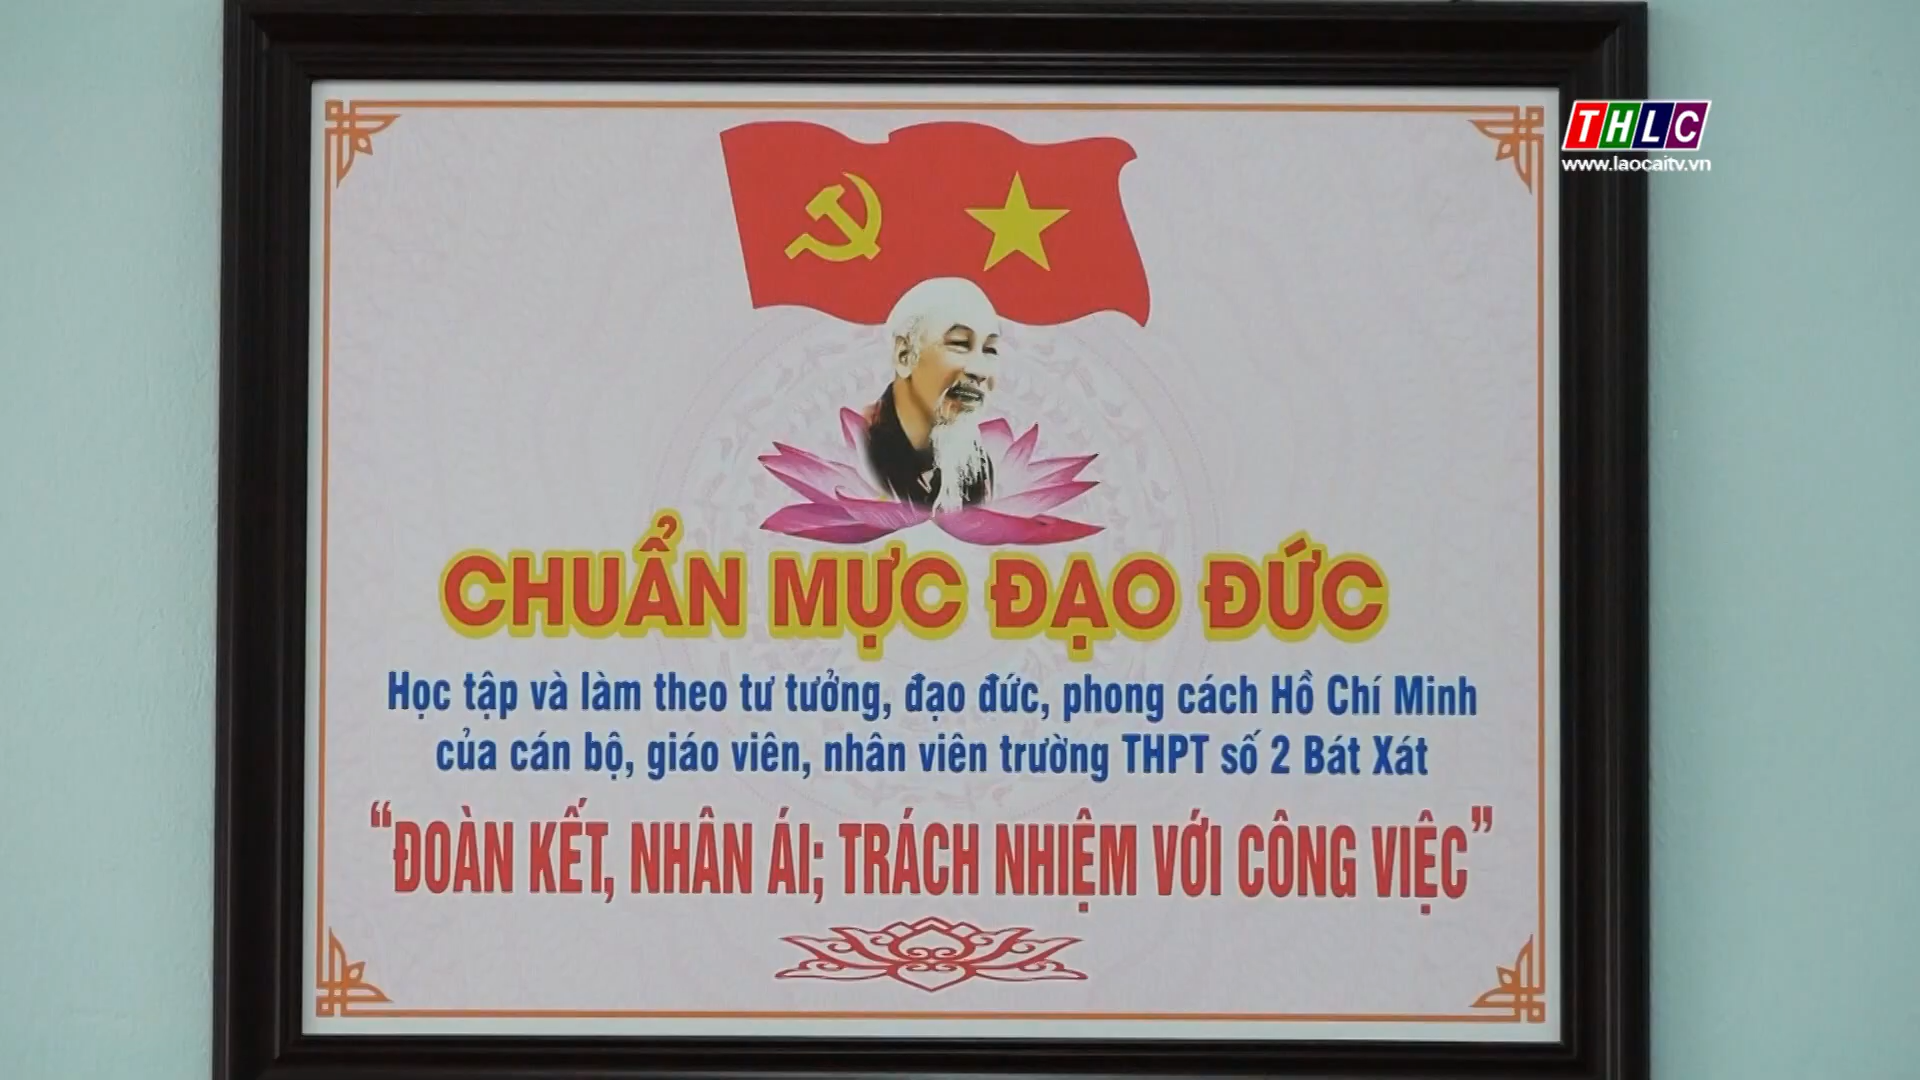 THLC
www.laocaitv.vn
CHUẨN MỰC ĐẠO ĐỨC
Học tập và làm theo tư tưởng, đạo đức, phong cách Hồ Chí Minh
của cán bộ, giáo viên, nhân viên trường THPT số 2 Bát Xát
“ĐOÀN KẾT, NHÂN ÁI; TRÁCH NHIỆM VỚI CÔNG VIỆC”